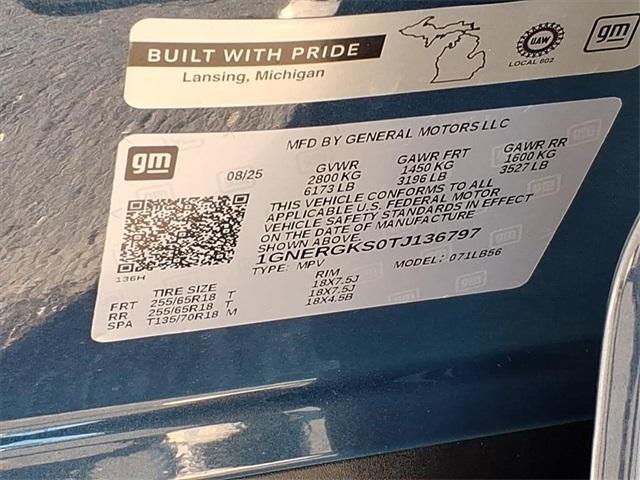 BUILT WITH PRIDE
Lansing, Michigan
UAW
LOCAL 602
gm
gm
MFD BY GENERAL MOTORS LLC
08/25 GVWR GAWR FRT GAWR RR
2800 KG 1450 KG 1600 KG
6173 LB 3196 LB 3527 LB
THIS VEHICLE CONFORMS TO ALL
APPLICABLE U.S. FEDERAL MOTOR
VEHICLE SAFETY STANDARDS IN EFFECT
ON THE DATE OF MANUFACTURE
SHOWN ABOVE.
1GNERGKS0TJ136797
TYPE: MPV MODEL: 071LB56
136H
TIRE SIZE RIM
FRT 255/65R18 T 18X7.5J
RR 255/65R18 T 18X7.5J
SPA T135/70R18 M 18X4.5B